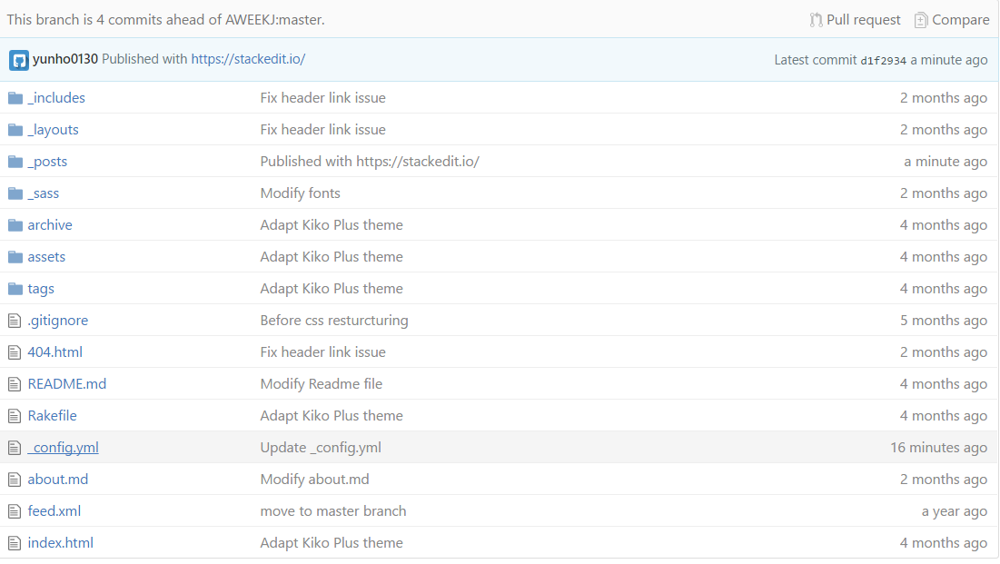 This branch is 4 commits ahead of AWEEKJ:master. Pull request Compare
yunho0130 Published with https://stackedit.io/ Latest commit d1f2934 a minute ago
_includes Fix header link issue 2 months ago
_layouts Fix header link issue 2 months ago
_posts Published with https://stackedit.io/ a minute ago
_sass Modify fonts 2 months ago
archive Adapt Kiko Plus theme 4 months ago
assets Adapt Kiko Plus theme 4 months ago
tags Adapt Kiko Plus theme 4 months ago
.gitignore Before css resturcturing 5 months ago
404.html Fix header link issue 2 months ago
README.md Modify Readme file 4 months ago
Rakefile Adapt Kiko Plus theme 4 months ago
_config.yml Update _config.yml 16 minutes ago
about.md Modify about.md 2 months ago
feed.xml move to master branch a year ago
index.html Adapt Kiko Plus theme 4 months ago